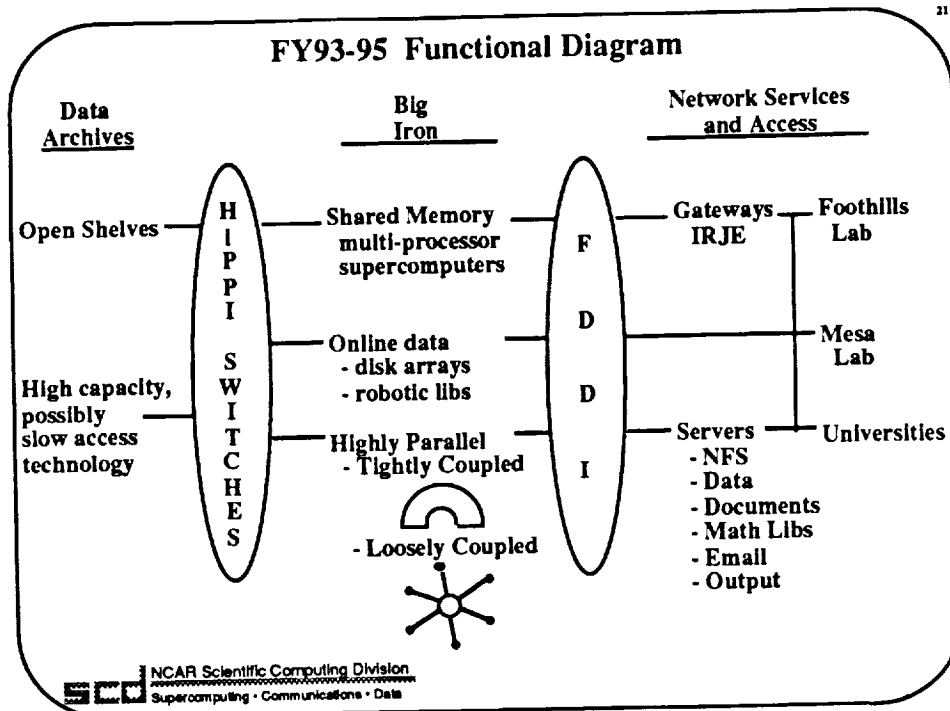 21
FY93-95 Functional Diagram
Data
Archives
Big
Iron
Network Services
and Access
Open Shelves
High capacity,
possibly
slow access
technology
HIPPI SWITCHES
Shared Memory
multi-processor
supercomputers
Online data
- disk arrays
- robotic libs
Highly Parallel
- Tightly Coupled
- Loosely Coupled
F D D I
Gateways
IRJE
Servers
- NFS
- Data
- Documents
- Math Libs
- Email
- Output
Foothills
Lab
Mesa
Lab
Universities
scd
NCAR Scientific Computing Division
Supercomputing • Communications • Data